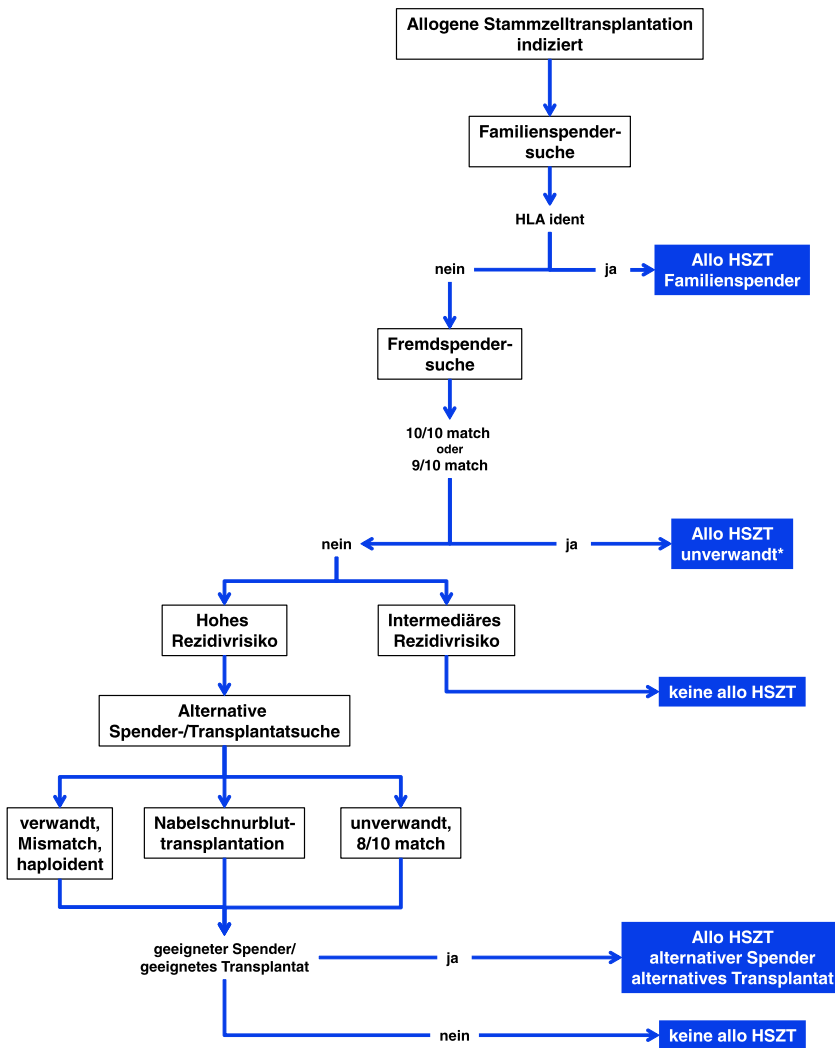 Allogene Stammzelltransplantation
indiziert
Familienspender-
suche
HLA ident
nein
ja
Allo HSZT
Familienspender
Fremdspender-
suche
10/10 match
oder
9/10 match
nein
ja
Allo HSZT
unverwandt*
Hohes
Rezidivrisiko
Intermediäres
Rezidivrisiko
keine allo HSZT
Alternative
Spender-/Transplantatsuche
verwandt,
Mismatch,
haploident
Nabelschnurblut-
transplantation
unverwandt,
8/10 match
geeigneter Spender/
geeignetes Transplantat
ja
Allo HSZT
alternativer Spender
alternatives Transplantat
nein
keine allo HSZT